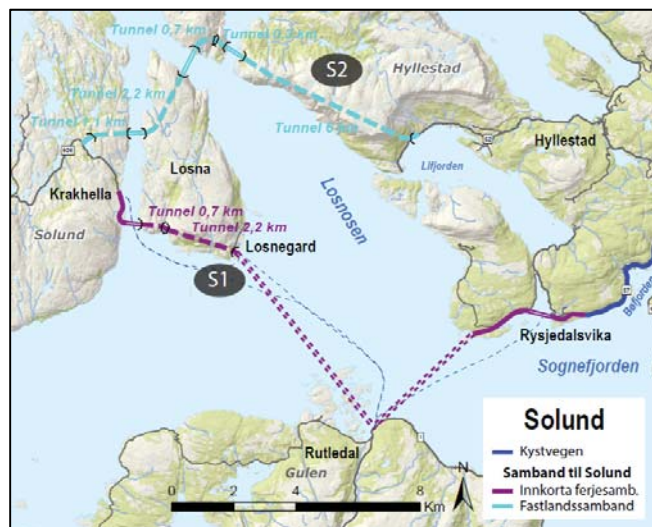 Tunnel 0,7 km
Tunnel 0,3 km
S2
Hyllestad
Tunnel 2,2 km
Tunnel 1,1 km
Tunnel 6 km
Hyllestad
Lifjorden
Losna
Krakhella
Losnosen
Tunnel 0,7 km
Tunnel 2,2 km
Solund
Losnegard
S1
Bøfjorden
Rysjedalsvika
Sognefjorden
Rutledal
Gulen
N
0 2 4 8
Km
Solund
Kystvegen
Samband til Solund
Innkorta ferjesamb.
Fastlandssamband